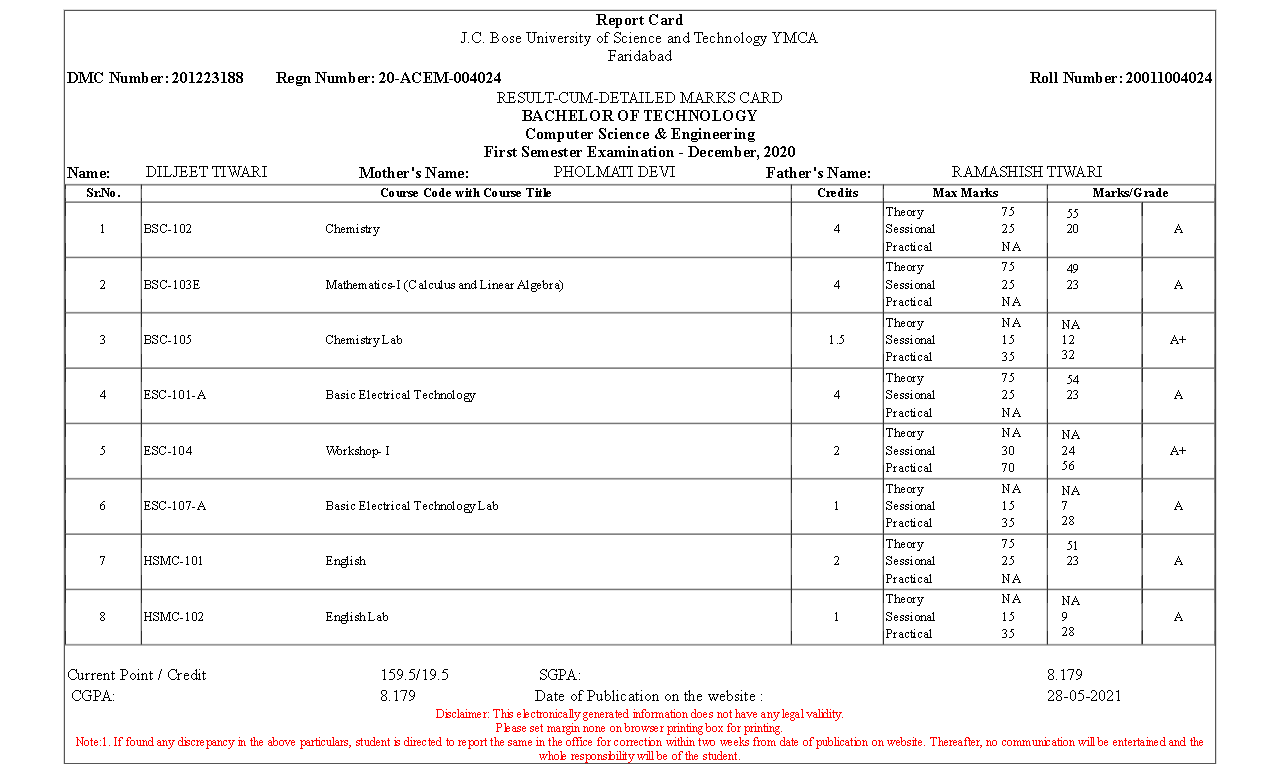 Report Card
J.C. Bose University of Science and Technology YMCA
Faridabad
DMC Number: 201223188 Regn Number: 20-ACEM-004024 Roll Number: 20011004024
RESULT-CUM-DETAILED MARKS CARD
BACHELOR OF TECHNOLOGY
Computer Science & Engineering
First Semester Examination - December, 2020
Name: DILJEET TIWARI Mother's Name: PHOLMATI DEVI Father's Name: RAMASHISH TIWARI
Sr.No. Course Code with Course Title Credits Max Marks Marks/Grade
Theory 75 55
1 BSC-102 Chemistry 4 Sessional 25 20 A
Practical NA
Theory 75 49
2 BSC-103E Mathematics-I (Calculus and Linear Algebra) 4 Sessional 25 23 A
Practical NA
Theory NA NA
3 BSC-105 Chemistry Lab 1.5 Sessional 15 12 A+
Practical 35 32
Theory 75 54
4 ESC-101-A Basic Electrical Technology 4 Sessional 25 23 A
Practical NA
Theory NA NA
5 ESC-104 Workshop- I 2 Sessional 30 24 A+
Practical 70 56
Theory NA NA
6 ESC-107-A Basic Electrical Technology Lab 1 Sessional 15 7 A
Practical 35 28
Theory 75 51
7 HSMC-101 English 2 Sessional 25 23 A
Practical NA
Theory NA NA
8 HSMC-102 English Lab 1 Sessional 15 9 A
Practical 35 28
Current Point / Credit 159.5/19.5 SGPA: 8.179
CGPA: 8.179 Date of Publication on the website : 28-05-2021
Disclaimer: This electronically generated information does not have any legal validity.
Please set margin none on browser printing box for printing.
Note:1. If found any discrepancy in the above particulars, student is directed to report the same in the office for correction within two weeks from date of publication on website. Thereafter, no communication will be entertained and the
whole responsibility will be of the student.